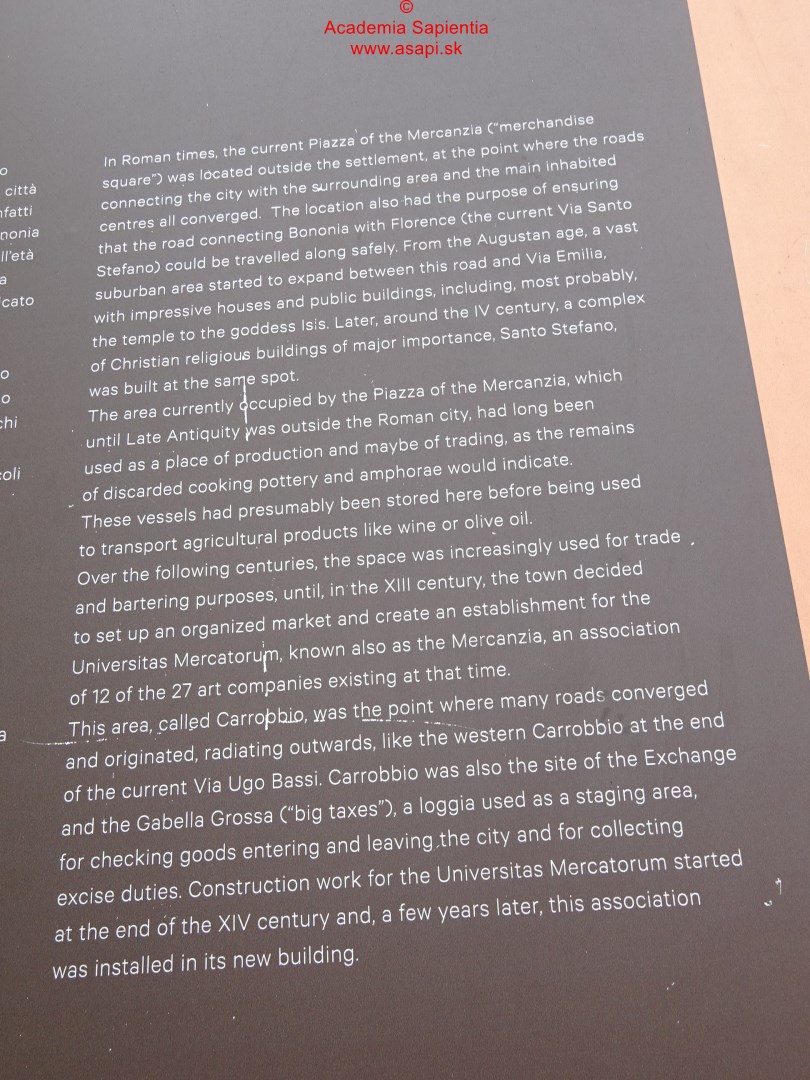 ©
Academia Sapientia
www.asapi.sk
o
città
nfatti
nonia
ll'età
a
icato
o
o
chi
coli
a
In Roman times, the current Piazza of the Mercanzia ("merchandise
square") was located outside the settlement, at the point where the roads
connecting the city with the surrounding area and the main inhabited
centres all converged. The location also had the purpose of ensuring
that the road connecting Bononia with Florence (the current Via Santo
Stefano) could be travelled along safely. From the Augustan age, a vast
suburban area started to expand between this road and Via Emilia,
with impressive houses and public buildings, including, most probably,
the temple to the goddess Isis. Later, around the IV century, a complex
of Christian religious buildings of major importance, Santo Stefano,
was built at the same spot.
The area currently occupied by the Piazza of the Mercanzia, which
until Late Antiquity was outside the Roman city, had long been
used as a place of production and maybe of trading, as the remains
of discarded cooking pottery and amphorae would indicate.
These vessels had presumably been stored here before being used
to transport agricultural products like wine or olive oil.
Over the following centuries, the space was increasingly used for trade
and bartering purposes, until, in the XIII century, the town decided
to set up an organized market and create an establishment for the
Universitas Mercatorum, known also as the Mercanzia, an association
of 12 of the 27 art companies existing at that time.
This area, called Carrobbio, was the point where many roads converged
and originated, radiating outwards, like the western Carrobbio at the end
of the current Via Ugo Bassi. Carrobbio was also the site of the Exchange
and the Gabella Grossa ("big taxes"), a loggia used as a staging area,
for checking goods entering and leaving the city and for collecting
excise duties. Construction work for the Universitas Mercatorum started
at the end of the XIV century and, a few years later, this association
was installed in its new building.